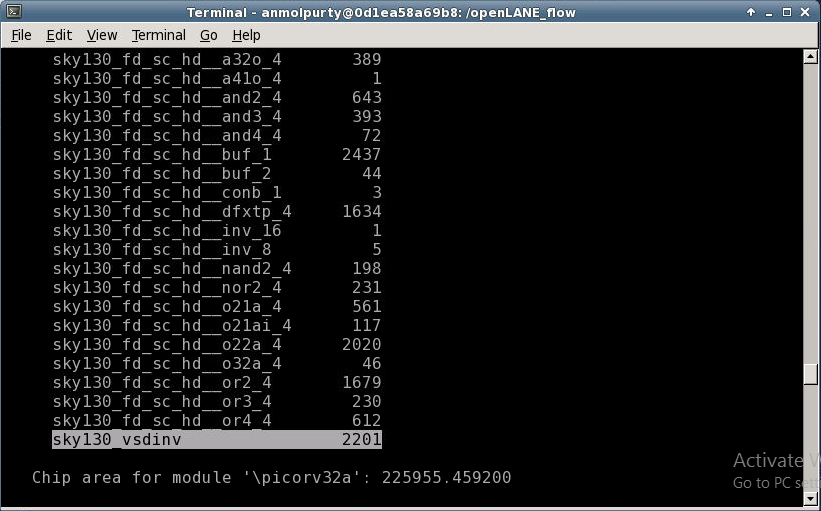 Terminal - anmolpurty@0d1ea58a69b8: /openLANE_flow
File Edit View Terminal Go Help
sky130_fd_sc_hd__a32o_4 389
sky130_fd_sc_hd__a41o_4 1
sky130_fd_sc_hd__and2_4 643
sky130_fd_sc_hd__and3_4 393
sky130_fd_sc_hd__and4_4 72
sky130_fd_sc_hd__buf_1 2437
sky130_fd_sc_hd__buf_2 44
sky130_fd_sc_hd__conb_1 3
sky130_fd_sc_hd__dfxtp_4 1634
sky130_fd_sc_hd__inv_16 1
sky130_fd_sc_hd__inv_8 5
sky130_fd_sc_hd__nand2_4 198
sky130_fd_sc_hd__nor2_4 231
sky130_fd_sc_hd__o21a_4 561
sky130_fd_sc_hd__o21ai_4 117
sky130_fd_sc_hd__o22a_4 2020
sky130_fd_sc_hd__o32a_4 46
sky130_fd_sc_hd__or2_4 1679
sky130_fd_sc_hd__or3_4 230
sky130_fd_sc_hd__or4_4 612
sky130_vsdinv 2201
Chip area for module '\picorv32a': 225955.459200
Activate
Go to PC